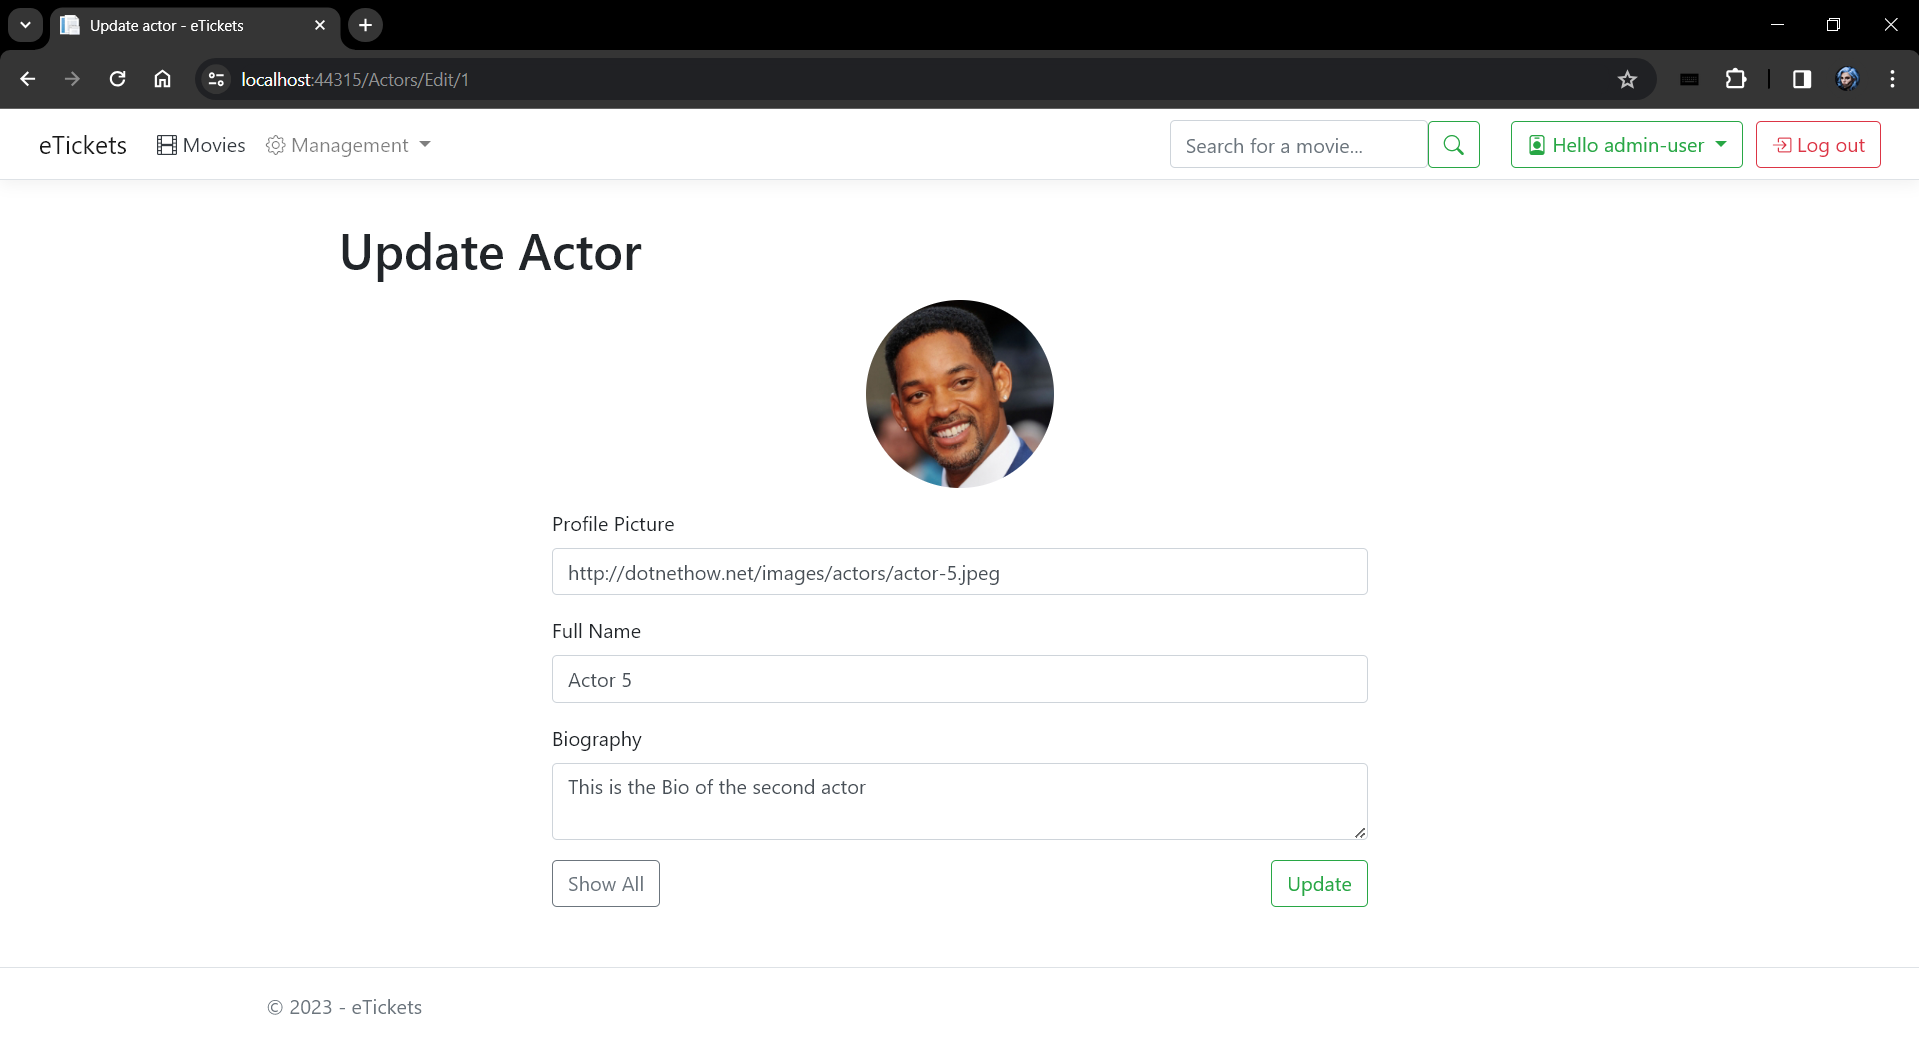 Update actor - eTickets
localhost:44315/Actors/Edit/1
eTickets Movies Management Search for a movie... Hello admin-user Log out
Update Actor
Profile Picture
http://dotnethow.net/images/actors/actor-5.jpeg
Full Name
Actor 5
Biography
This is the Bio of the second actor
Show All Update
© 2023 - eTickets